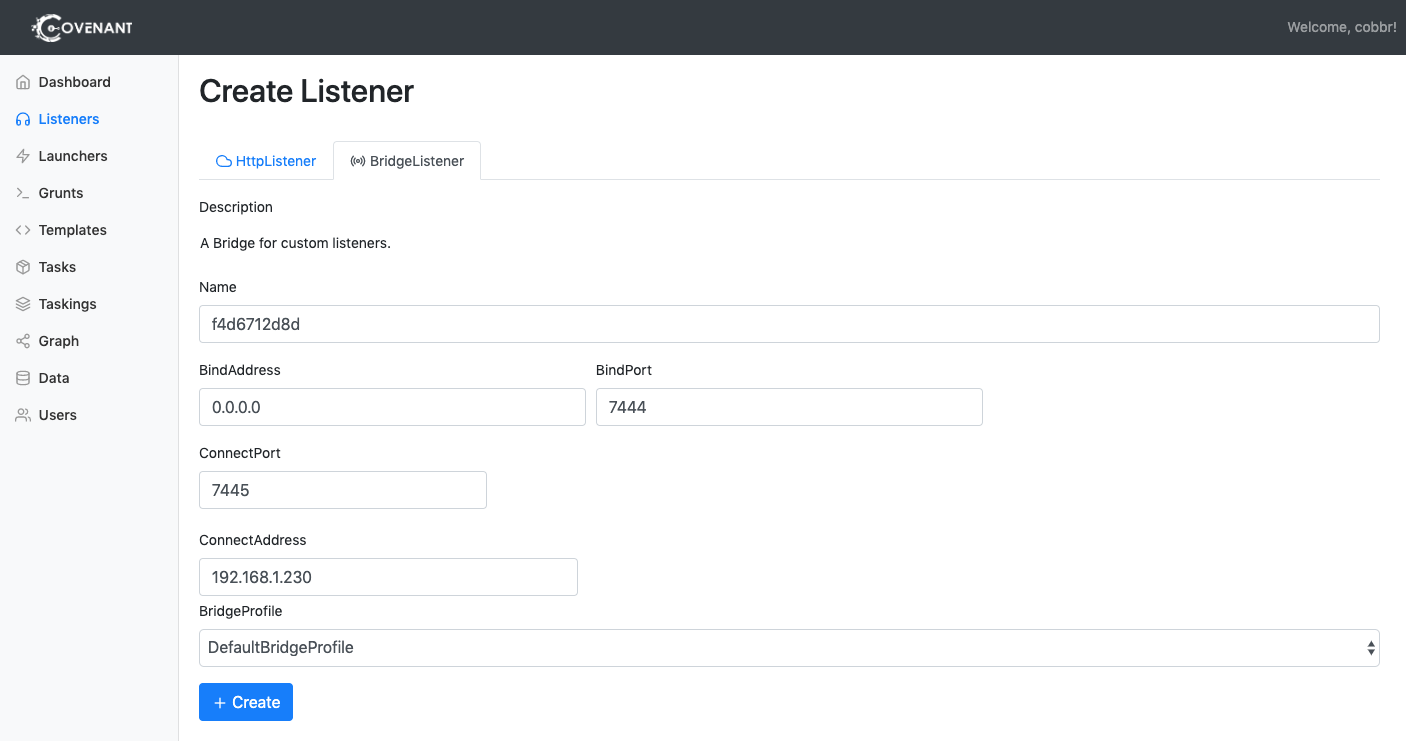 COVENANT
Welcome, cobbr!
Dashboard
Listeners
Launchers
Grunts
Templates
Tasks
Taskings
Graph
Data
Users
Create Listener
HttpListener
BridgeListener
Description
A Bridge for custom listeners.
Name
f4d6712d8d
BindAddress
BindPort
0.0.0.0
7444
ConnectPort
7445
ConnectAddress
192.168.1.230
BridgeProfile
DefaultBridgeProfile
+ Create